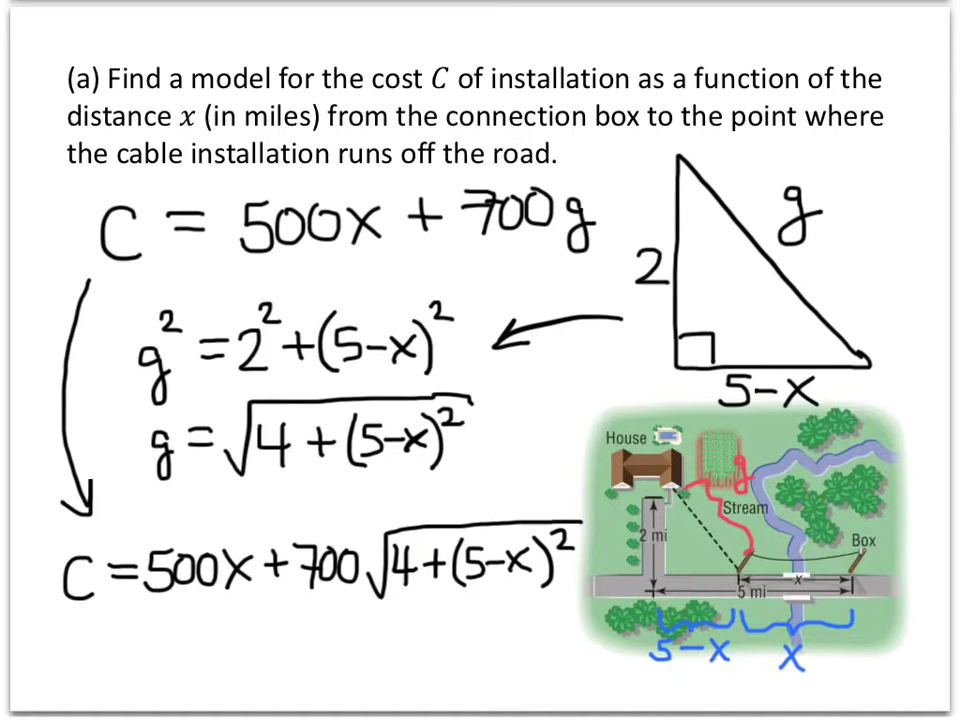 (a) Find a model for the cost C of installation as a function of the
distance x (in miles) from the connection box to the point where
the cable installation runs off the road.
C = 500x + 700g
g
2
g² = 2² + (5-x)²
5-x
g = √4 + (5-x)²
House
g
Stream
2 mi
Box
x
5 mi
C = 500x + 700 √4 + (5-x)²
5-x
x